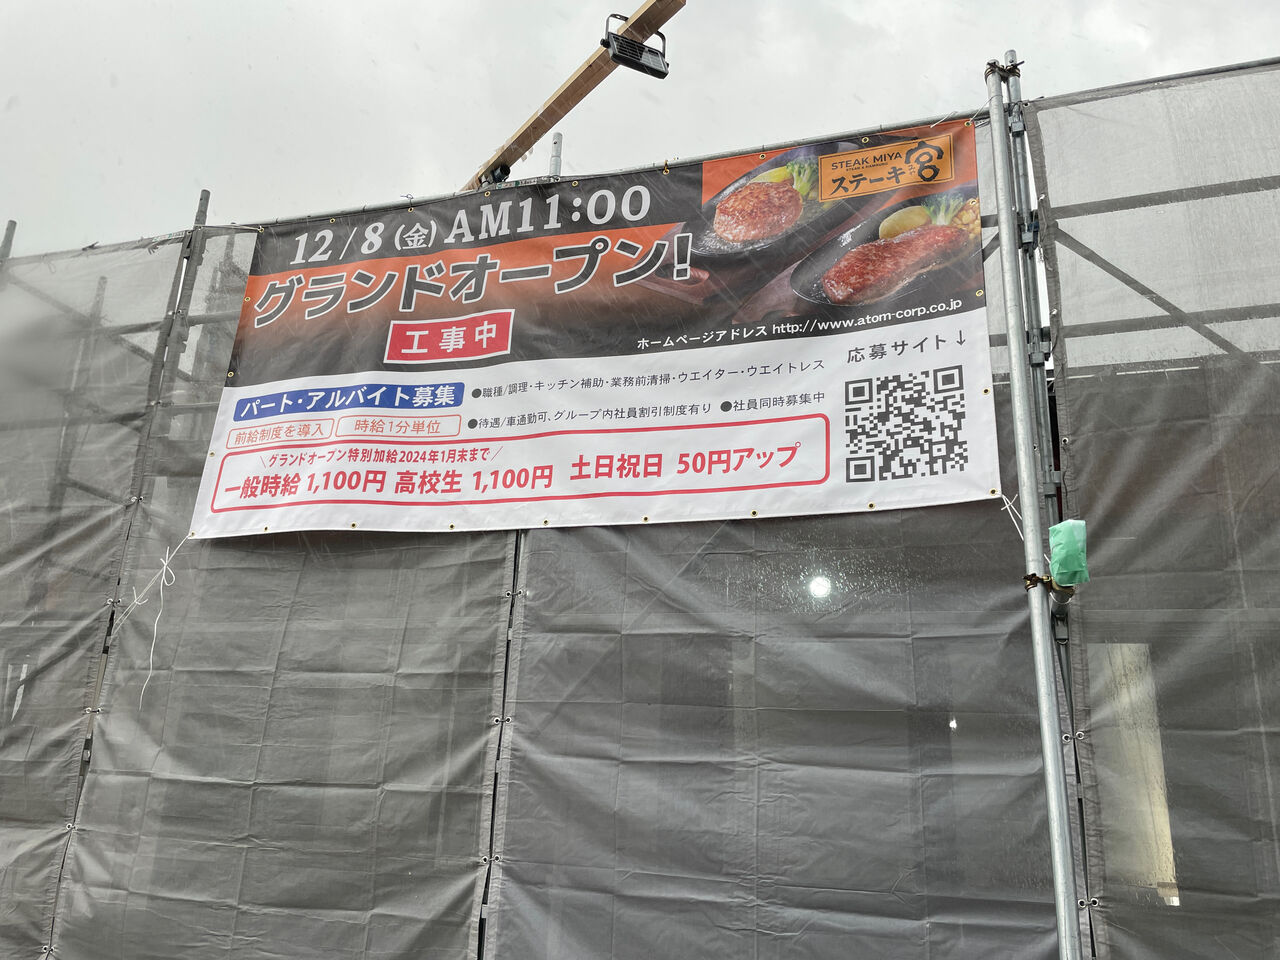 STEAK MIYA
STEAK & HAMBURG
ステーキ宮
みや
12/8(金)AM11:00
グランドオープン!
工事中
ホームページアドレス http://www.atom-corp.co.jp
パート・アルバイト募集
●職種/調理・キッチン補助・業務前清掃・ウエイター・ウエイトレス
応募サイト↓
前給制度を導入
時給1分単位
●待遇/車通勤可、グループ内社員割引制度有り ●社員同時募集中
\グランドオープン特別加給2024年1月末まで/
一般時給1,100円 高校生 1,100円 土日祝日 50円アップ